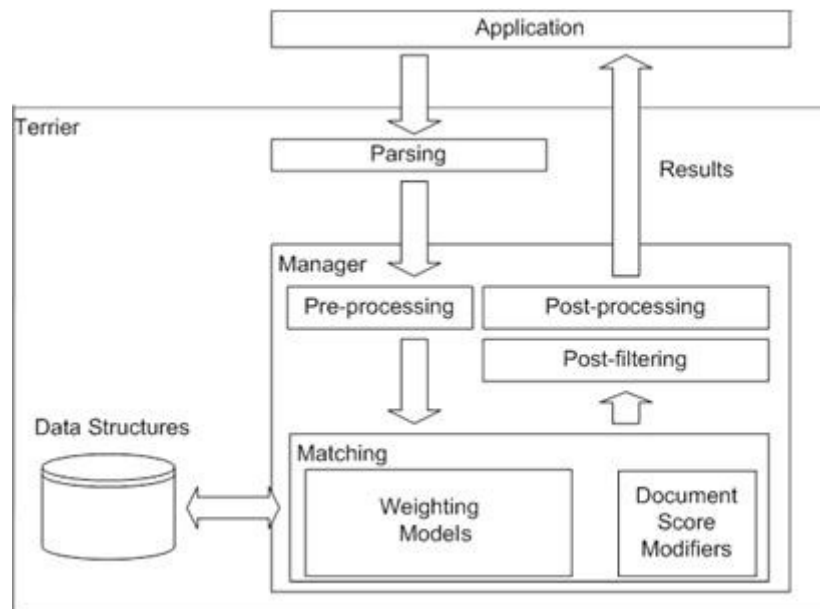 Application
Terrier
Parsing
Results
Manager
Pre-processing
Post-processing
Post-filtering
Data Structures
Matching
Weighting
Models
Document
Score
Modifiers